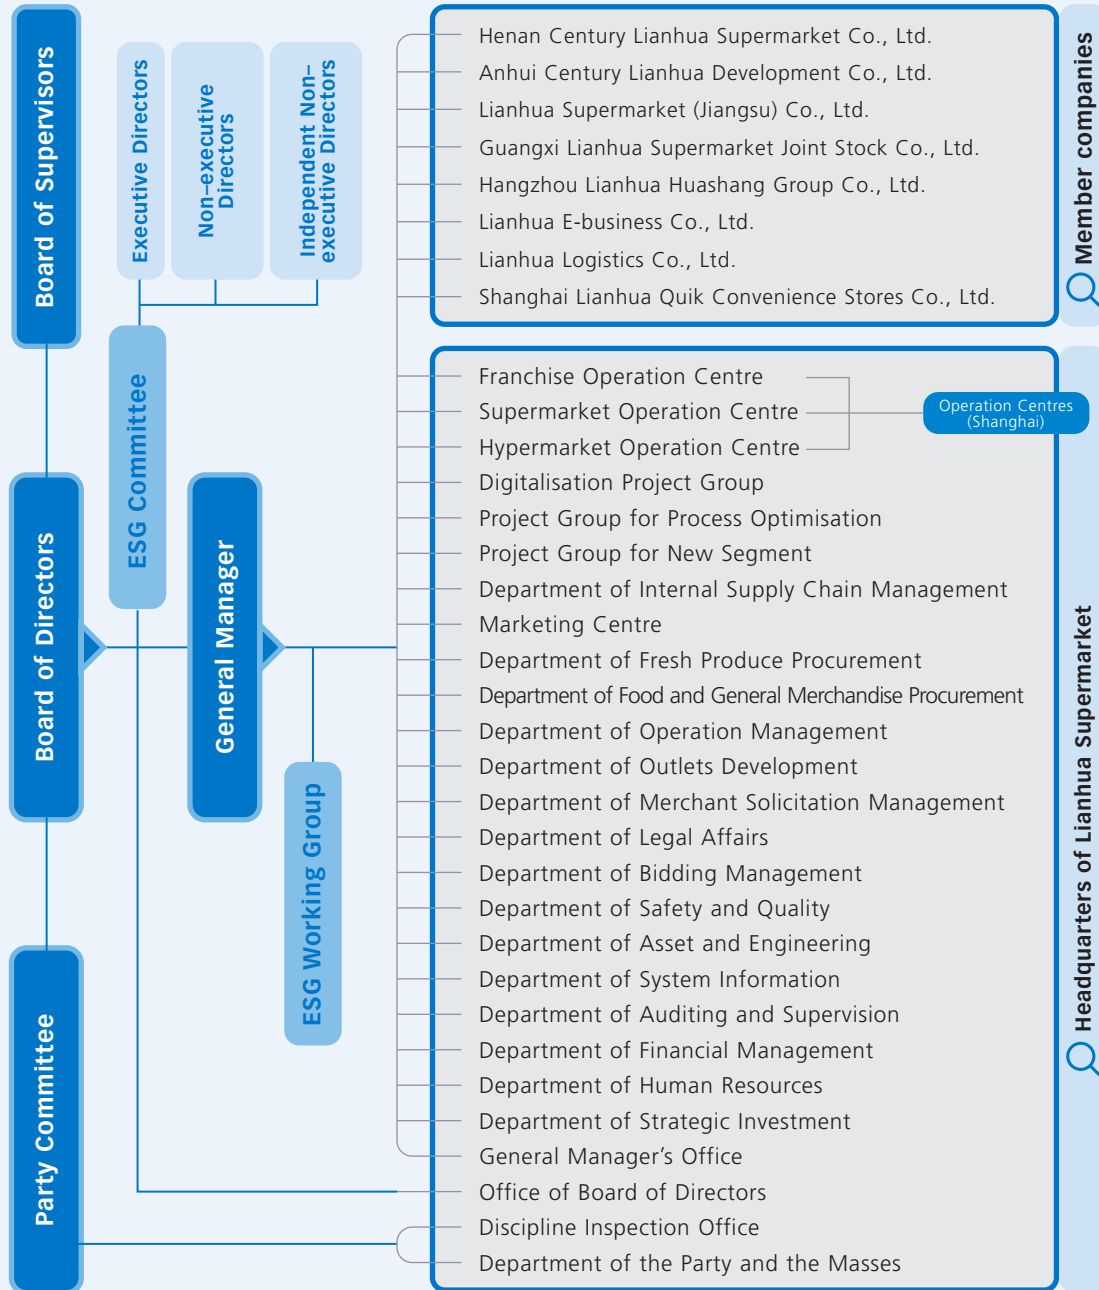 Board of Supervisors
Board of Directors
Party Committee
Executive Directors
Non–executive
Directors
Independent Non–
executive Directors
ESG Committee
General Manager
ESG Working Group
Henan Century Lianhua Supermarket Co., Ltd.
Anhui Century Lianhua Development Co., Ltd.
Lianhua Supermarket (Jiangsu) Co., Ltd.
Guangxi Lianhua Supermarket Joint Stock Co., Ltd.
Hangzhou Lianhua Huashang Group Co., Ltd.
Lianhua E-business Co., Ltd.
Lianhua Logistics Co., Ltd.
Shanghai Lianhua Quik Convenience Stores Co., Ltd.
Member companies
Franchise Operation Centre
Supermarket Operation Centre
Hypermarket Operation Centre
Operation Centres
(Shanghai)
Digitalisation Project Group
Project Group for Process Optimisation
Project Group for New Segment
Department of Internal Supply Chain Management
Marketing Centre
Department of Fresh Produce Procurement
Department of Food and General Merchandise Procurement
Department of Operation Management
Department of Outlets Development
Department of Merchant Solicitation Management
Department of Legal Affairs
Department of Bidding Management
Department of Safety and Quality
Department of Asset and Engineering
Department of System Information
Department of Auditing and Supervision
Department of Financial Management
Department of Human Resources
Department of Strategic Investment
General Manager's Office
Office of Board of Directors
Discipline Inspection Office
Department of the Party and the Masses
Headquarters of Lianhua Supermarket